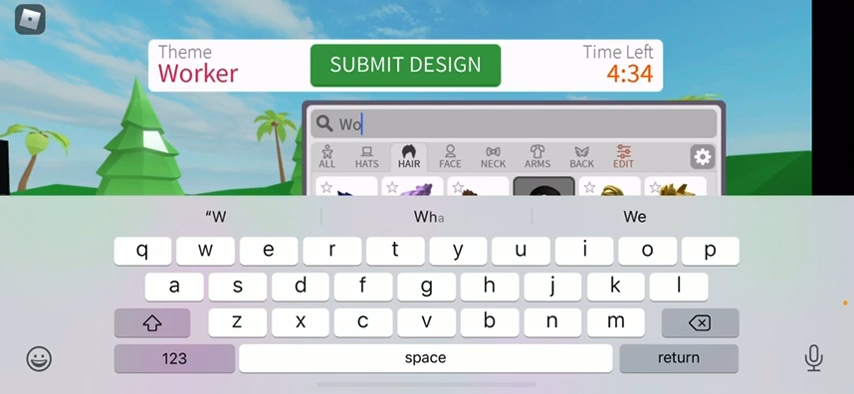 Theme
Worker
SUBMIT DESIGN
Time Left
4:34
Wo
ALL HATS HAIR FACE NECK ARMS BACK EDIT
“W Wha We
q w e r t y u i o p
a s d f g h j k l
z x c v b n m
123 space return